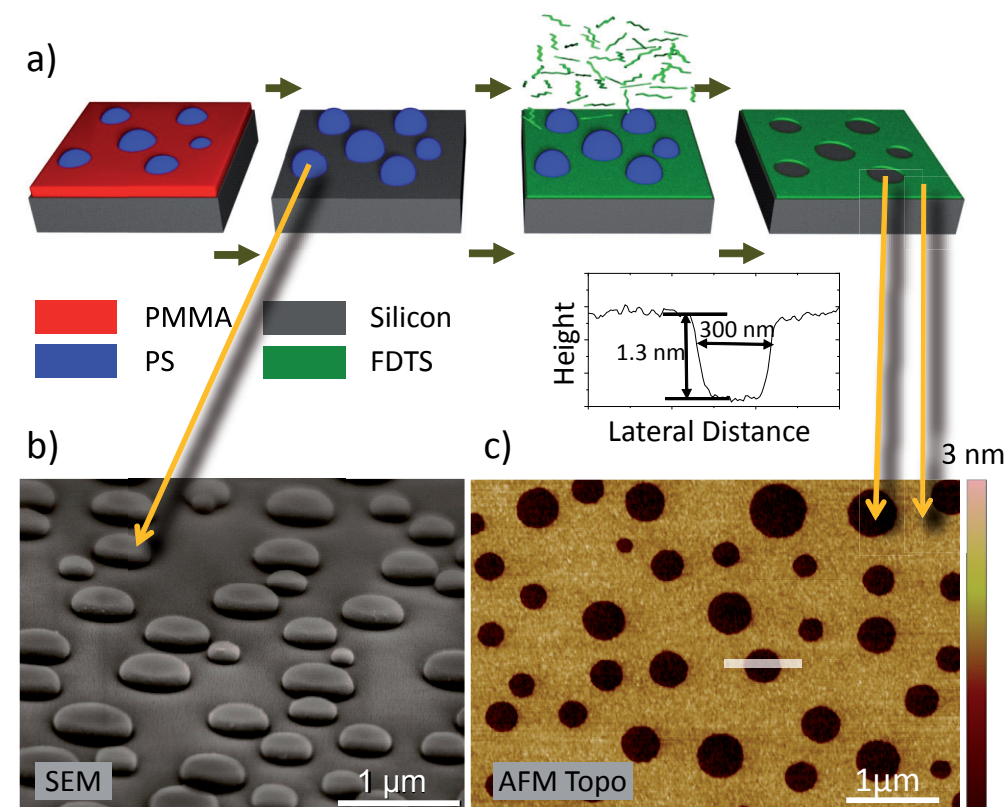 a)
PMMA
Silicon
PS
FDTS
Height
300 nm
1.3 nm
Lateral Distance
b)
c)
3 nm
SEM
1 µm
AFM Topo
1µm